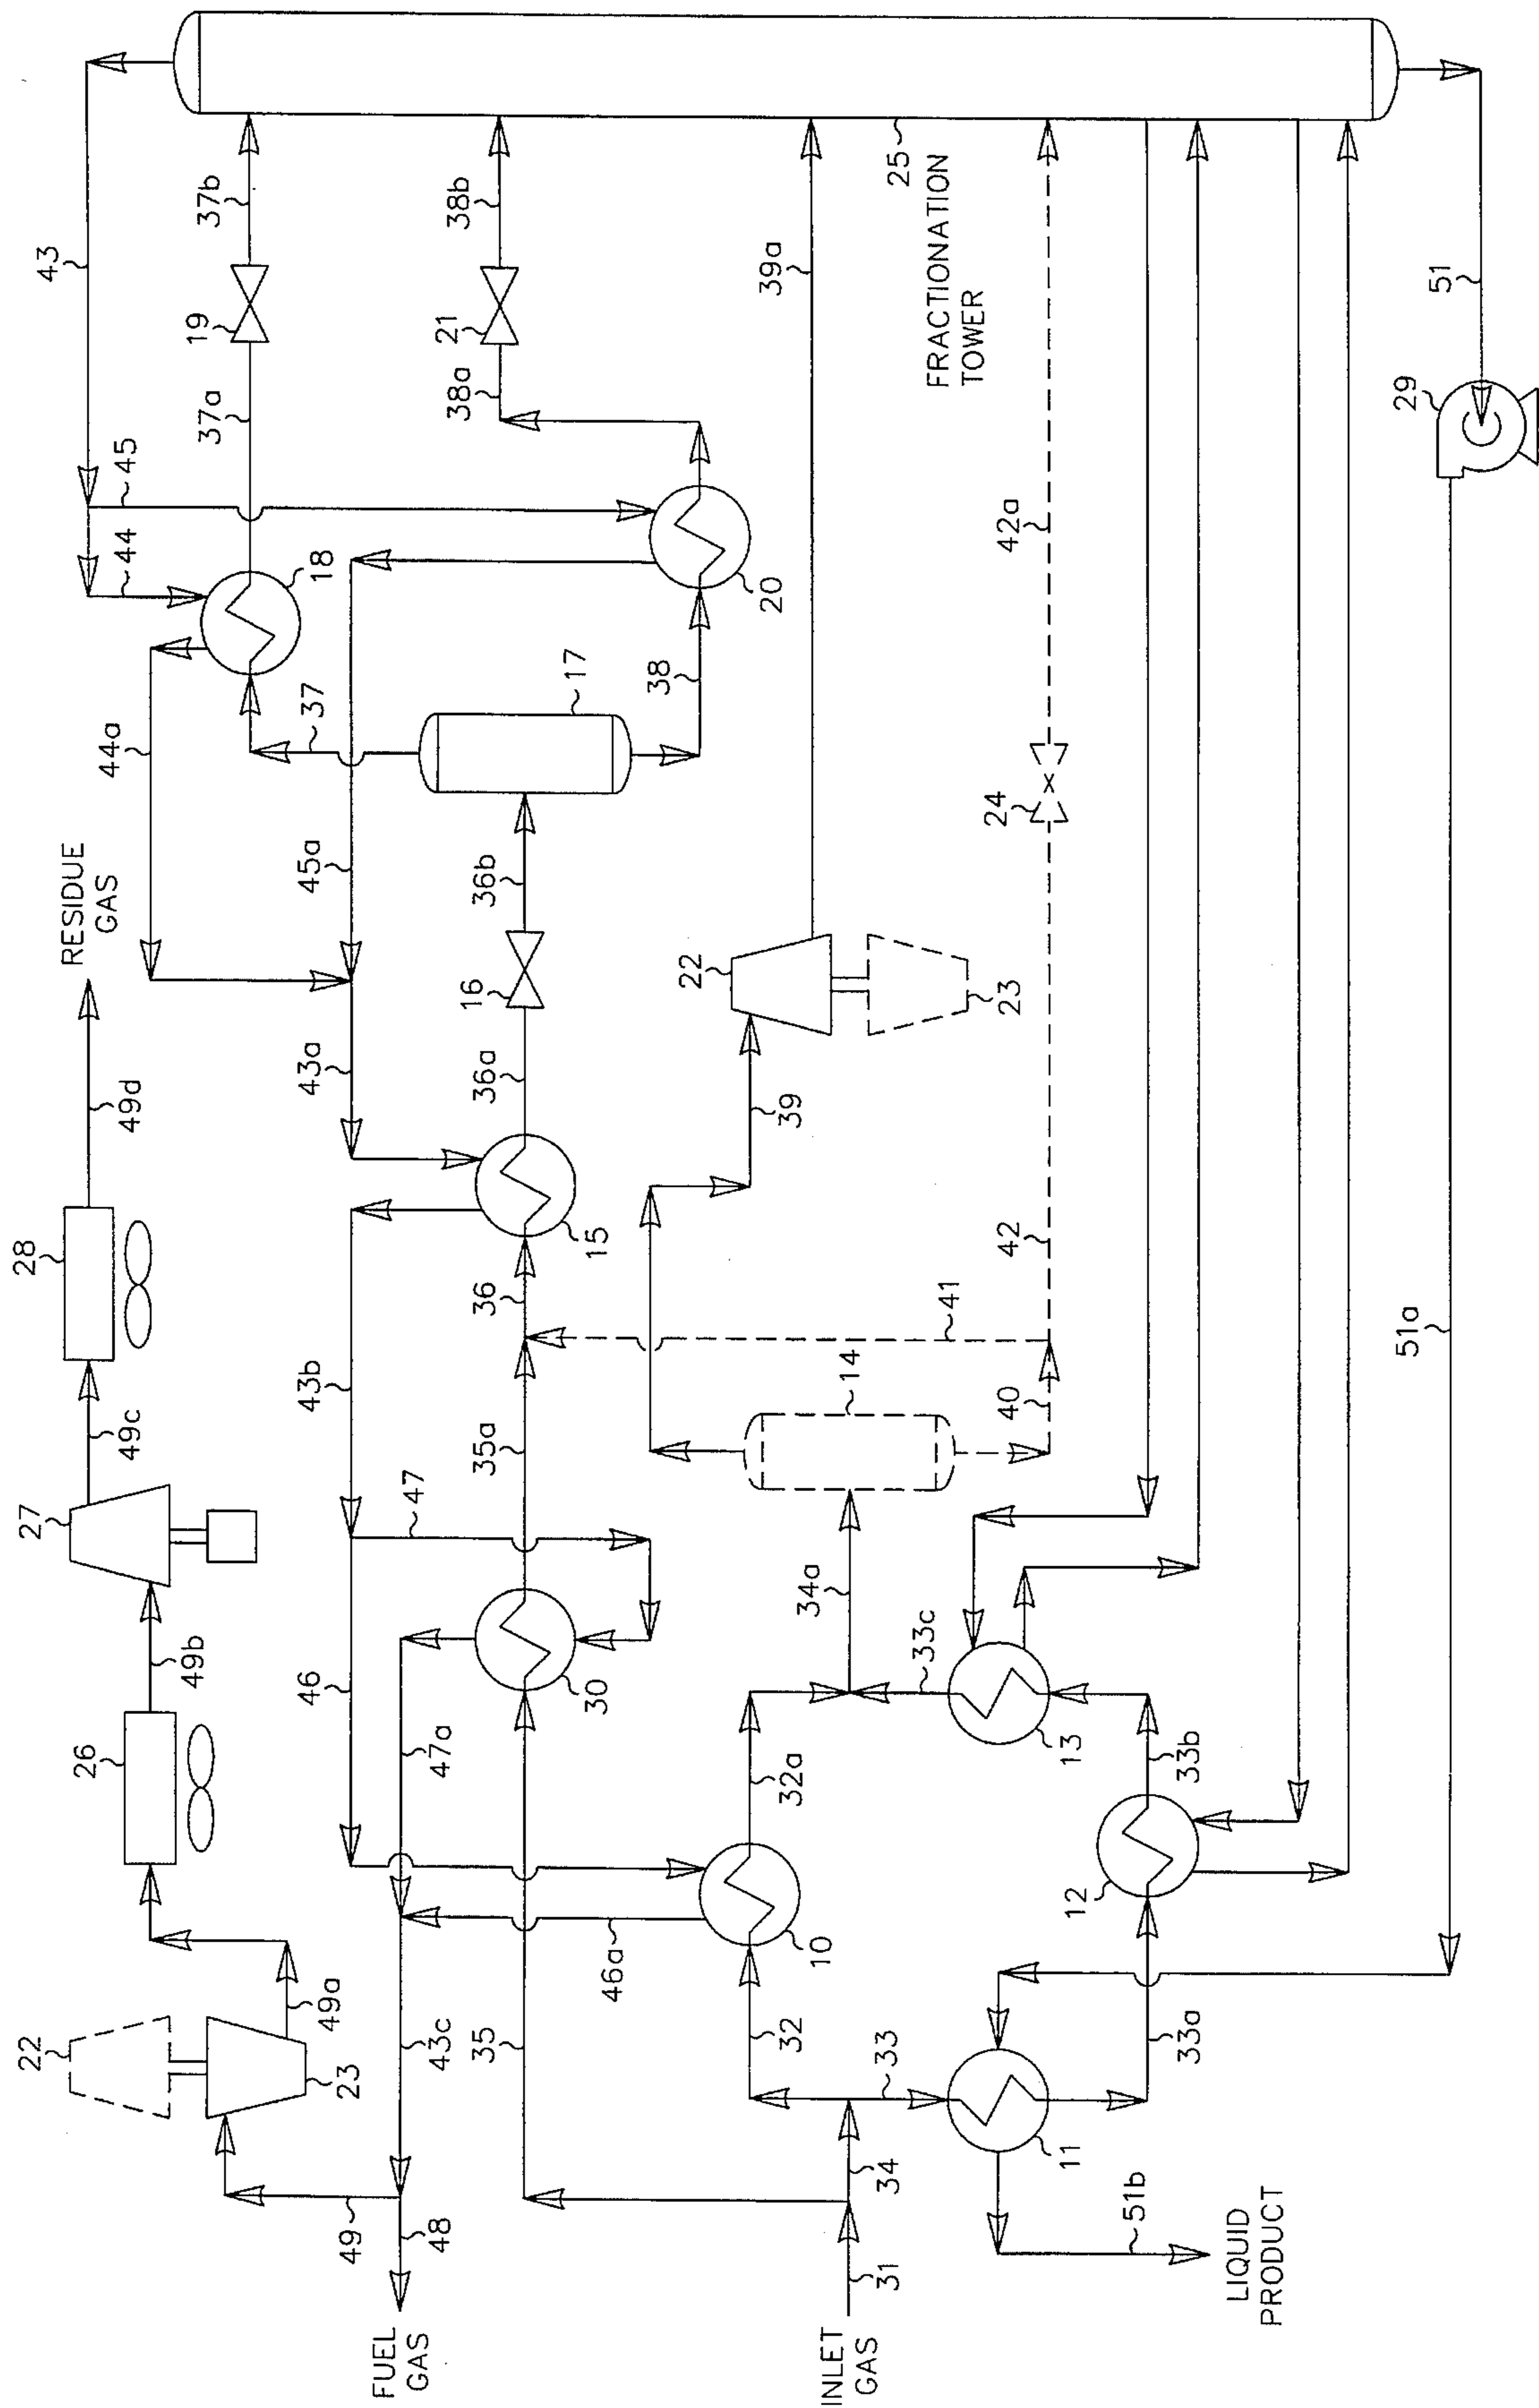 22
27
28
26
RESIDUE
GAS
49c
49d
44a
45
43
44
49b
19
37b
37a
49a
23
49
46
43b
43a
45a
37
18
FUEL
GAS
48
43c
47a
47
21
38a
38b
35
35a
36
36a
16
36b
17
30
15
46a
38
20
22
39a
32
32a
39
23
10
34a
14
INLET
GAS
31
34
33
33c
25
FRACTIONATION
TOWER
41
40
42
24
42a
11
12
13
51b
33a
33b
LIQUID
PRODUCT
51a
29
51